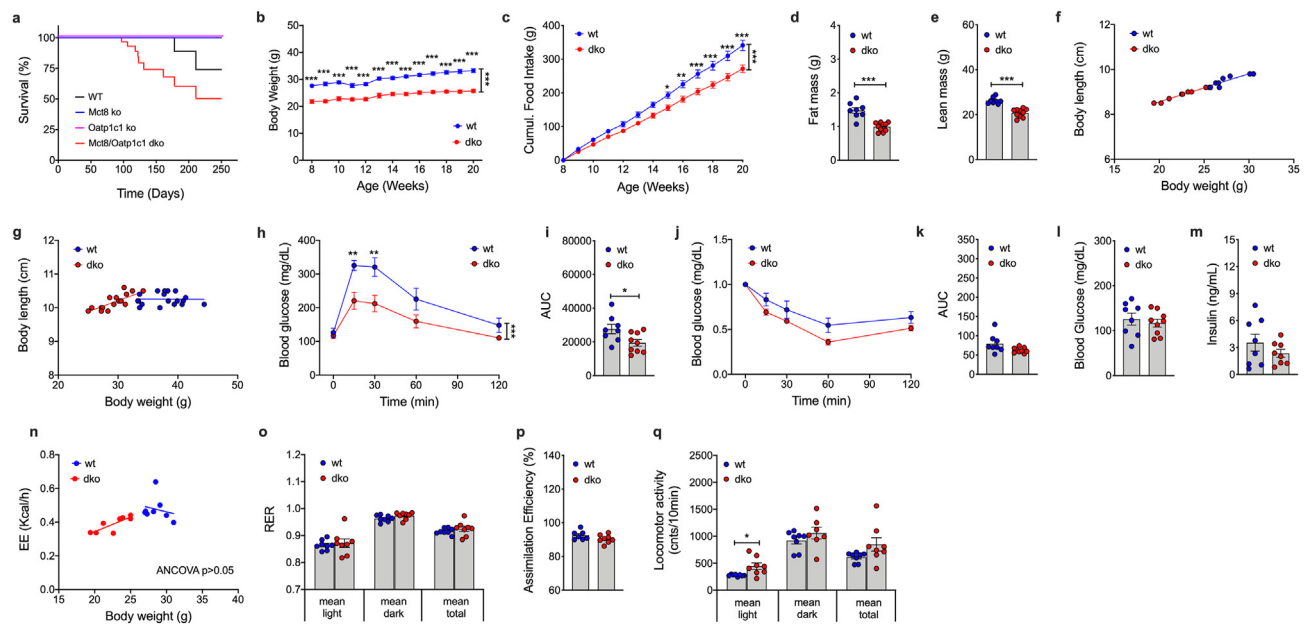 a
Survival (%)
100
80
60
40
20
0
WT
Mct8 ko
Oatp1c1 ko
Mct8/Oatp1c1 dko
0 50 100 150 200 250
Time (Days)
b
Body Weight (g)
50
40
30
20
10
0
*** *** *** *** *** *** *** *** *** *** *** *** ***
***
wt
dko
8 10 12 12 14 16 18 20
Age (Weeks)
c
Cumul. Food Intake (g)
400
300
200
100
0
wt
dko
* ** *** *** *** ***
***
8 10 12 14 16 18 20
Age (Weeks)
d
Fat mass (g)
4
3
2
1
0
wt
dko
***
e
Lean mass (g)
60
40
20
0
wt
dko
***
f
Body length (cm)
12
10
8
6
wt
dko
15 20 25 30 35
Body weight (g)
g
Body length (cm)
12
11
10
9
8
wt
dko
20 30 40 50
Body weight (g)
h
Blood glucose (mg/dL)
400
300
200
100
0
** **
wt
dko
***
0 30 60 90 120
Time (min)
i
AUC
80000
60000
40000
20000
0
wt
dko
*
j
Blood glucose (mg/dL)
1.5
1.0
0.5
0.0
wt
dko
0 30 60 90 120
Time (min)
k
AUC
350
300
250
200
150
100
50
0
wt
dko
l
Blood Glucose (mg/dL)
300
200
100
0
wt
dko
m
Insulin (ng/mL)
15
12
9
6
3
0
wt
dko
n
EE (Kcal/h)
0.8
0.6
0.4
0.2
0.0
wt
dko
ANCOVA p>0.05
15 20 25 30 35 40
Body weight (g)
o
RER
1.2
1.1
1.0
0.9
0.8
0.7
wt
dko
mean light
mean dark
mean total
p
Assimilation Efficiency (%)
140
120
100
80
60
wt
dko
q
Locomotor activity (cnts/10min)
2500
2000
1500
1000
500
0
wt
dko
*
mean light
mean dark
mean total